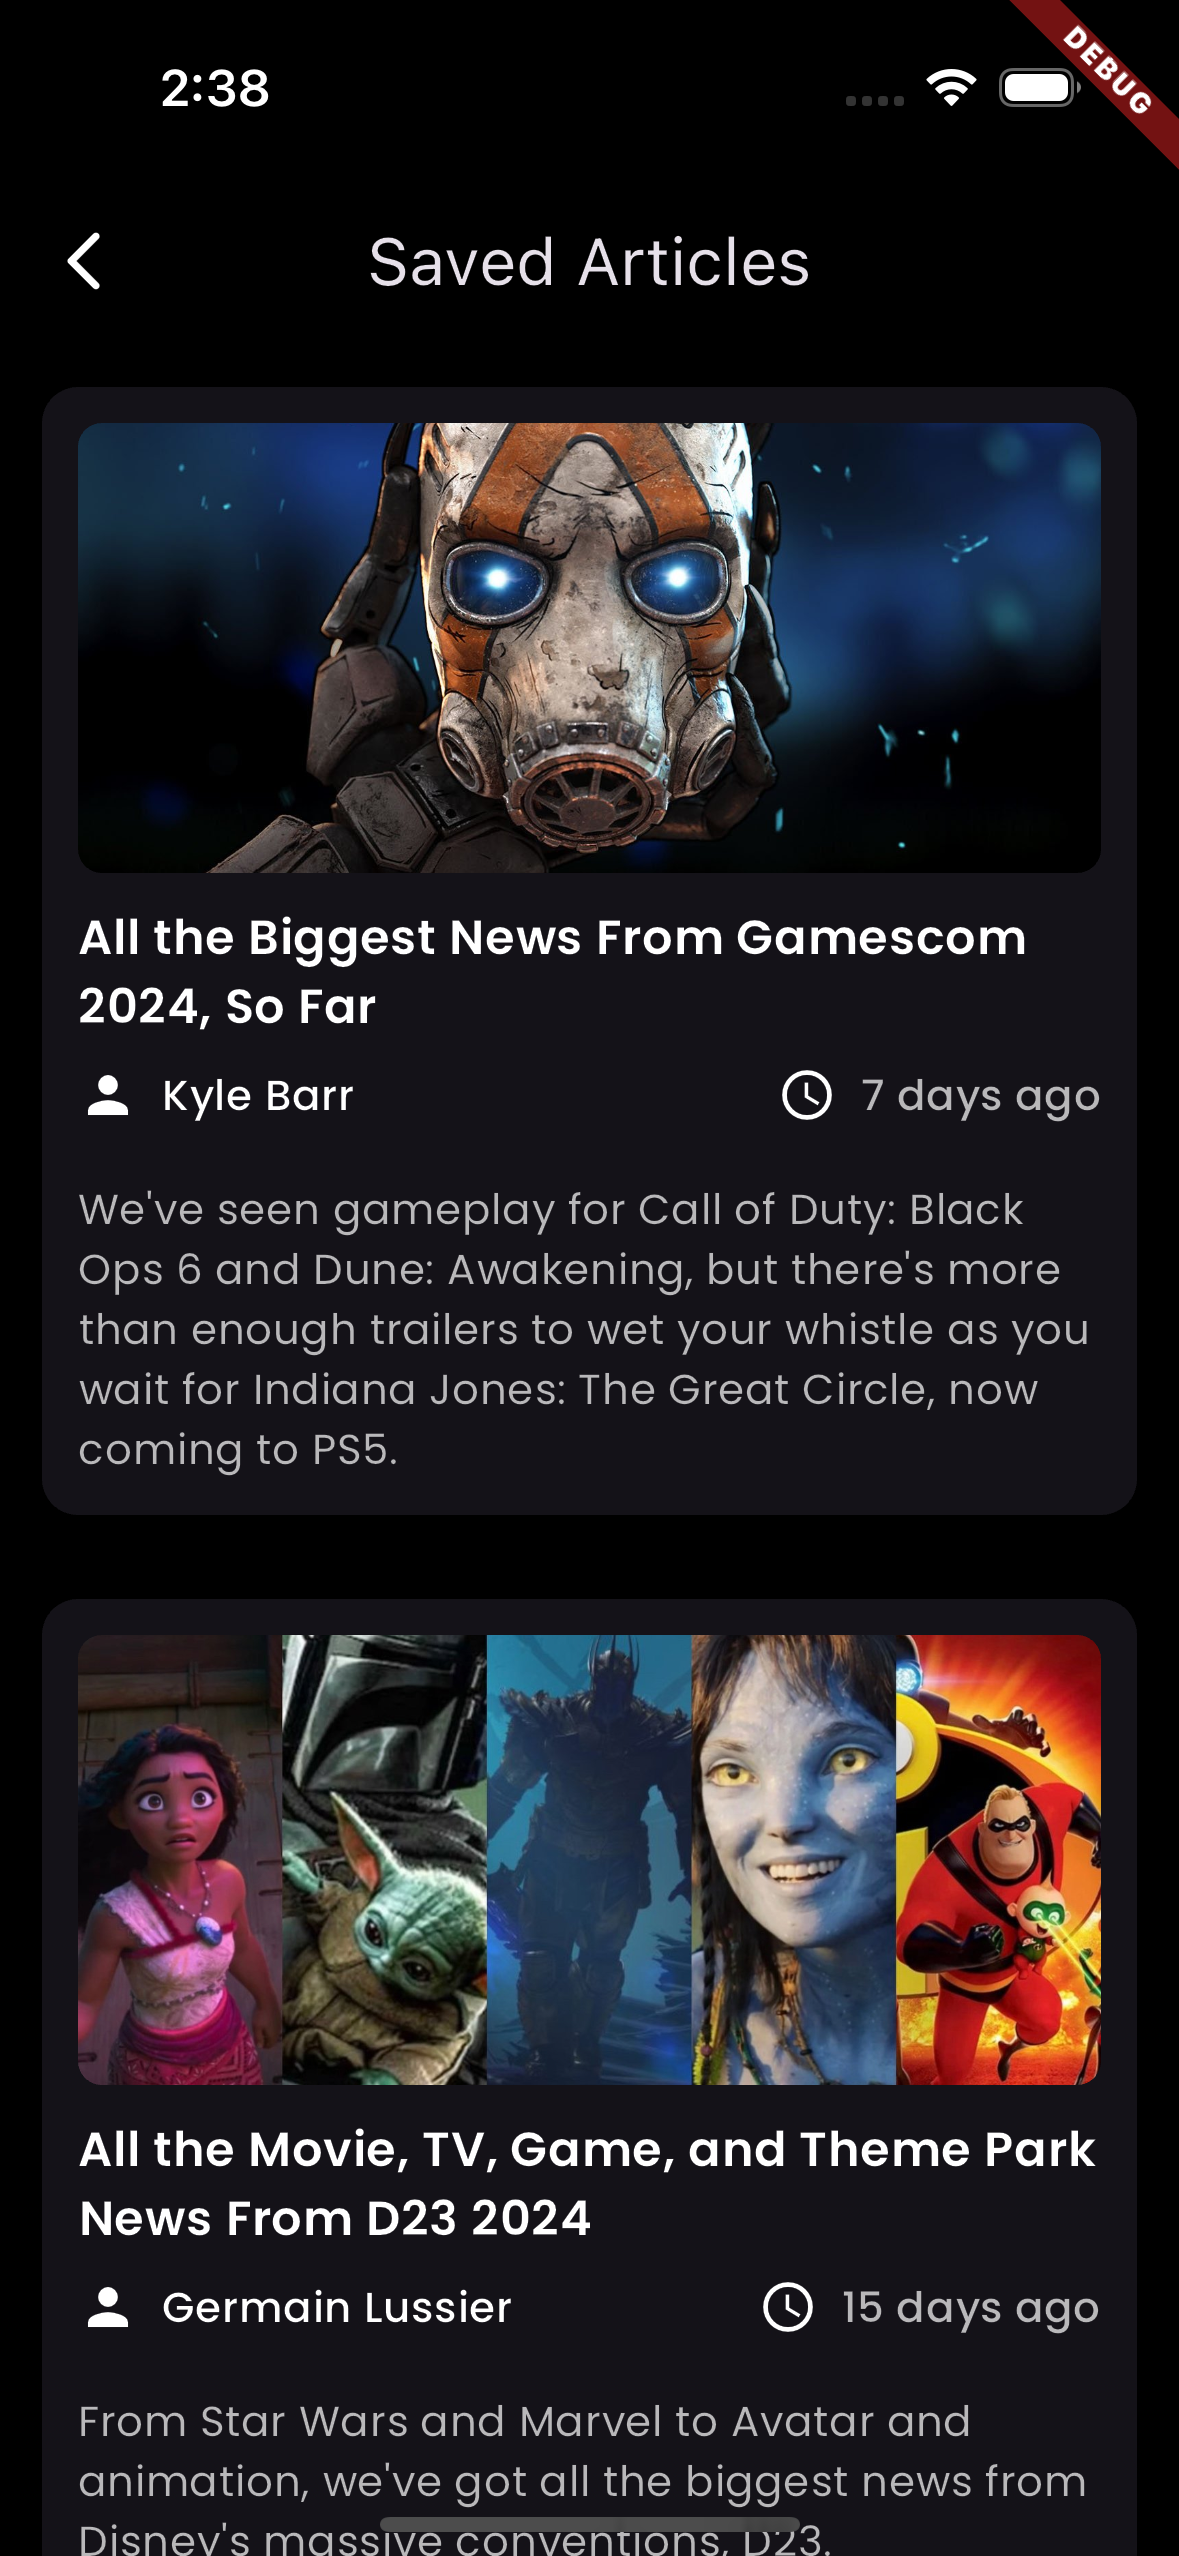 2:38
DEBUG
Saved Articles
All the Biggest News From Gamescom
2024, So Far
Kyle Barr
7 days ago
We've seen gameplay for Call of Duty: Black
Ops 6 and Dune: Awakening, but there's more
than enough trailers to wet your whistle as you
wait for Indiana Jones: The Great Circle, now
coming to PS5.
All the Movie, TV, Game, and Theme Park
News From D23 2024
Germain Lussier
15 days ago
From Star Wars and Marvel to Avatar and
animation, we've got all the biggest news from
Disney's massive conventions, D23.